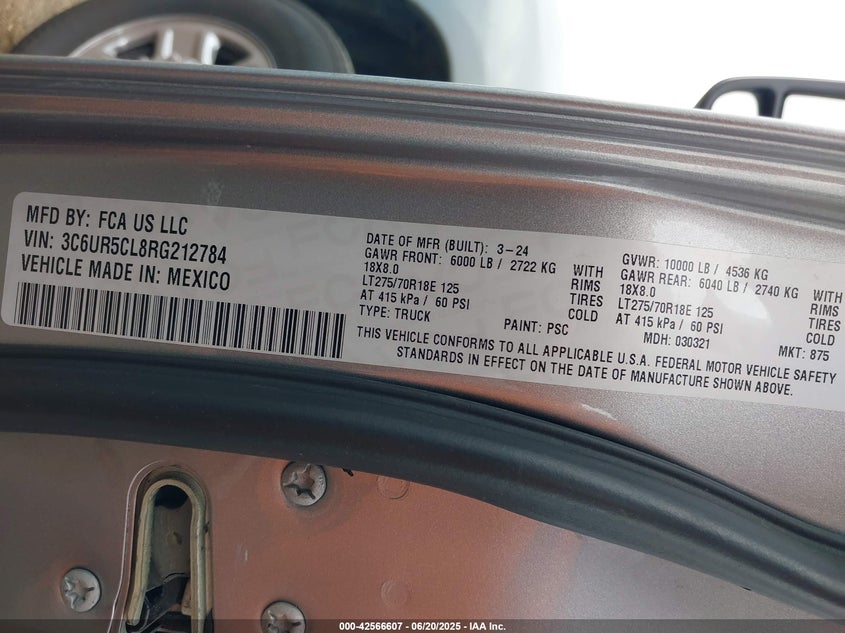 MFD BY: FCA US LLC
VIN: 3C6UR5CL8RG212784
VEHICLE MADE IN: MEXICO
DATE OF MFR (BUILT): 3-24
GAWR FRONT: 6000 LB / 2722 KG WITH
18X8.0 RIMS
LT275/70R18E 125 TIRES
AT 415 kPa / 60 PSI COLD
TYPE: TRUCK PAINT: PSC
GVWR: 10000 LB / 4536 KG
GAWR REAR: 6040 LB / 2740 KG WITH
18X8.0 RIMS
LT275/70R18E 125 TIRES
AT 415 kPa / 60 PSI COLD
MDH: 030321 MKT: 875
THIS VEHICLE CONFORMS TO ALL APPLICABLE U.S.A. FEDERAL MOTOR VEHICLE SAFETY
STANDARDS IN EFFECT ON THE DATE OF MANUFACTURE SHOWN ABOVE.
000-42566607 - 06/20/2025 - IAA Inc.